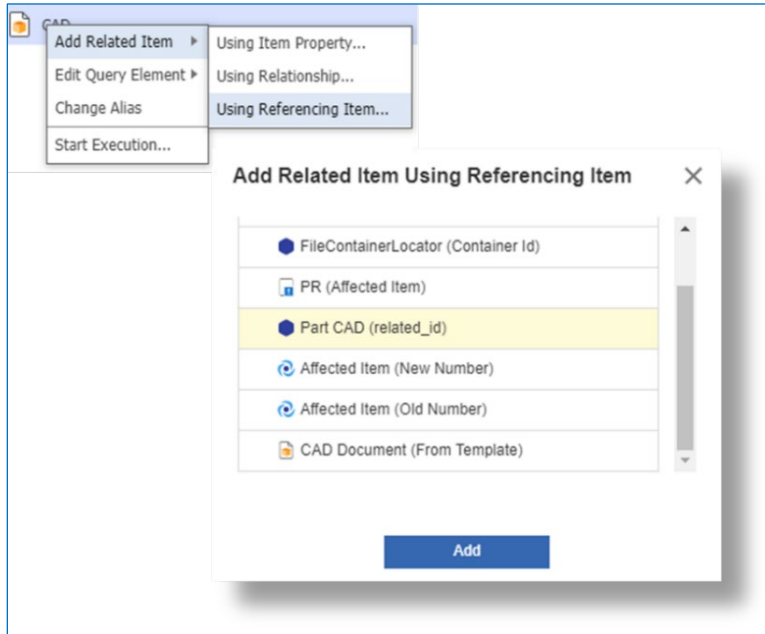 CAD
Add Related Item
Using Item Property...
Edit Query Element
Using Relationship...
Change Alias
Using Referencing Item...
Start Execution...
Add Related Item Using Referencing Item
FileContainerLocator (Container Id)
PR (Affected Item)
Part CAD (related_id)
Affected Item (New Number)
Affected Item (Old Number)
CAD Document (From Template)
Add